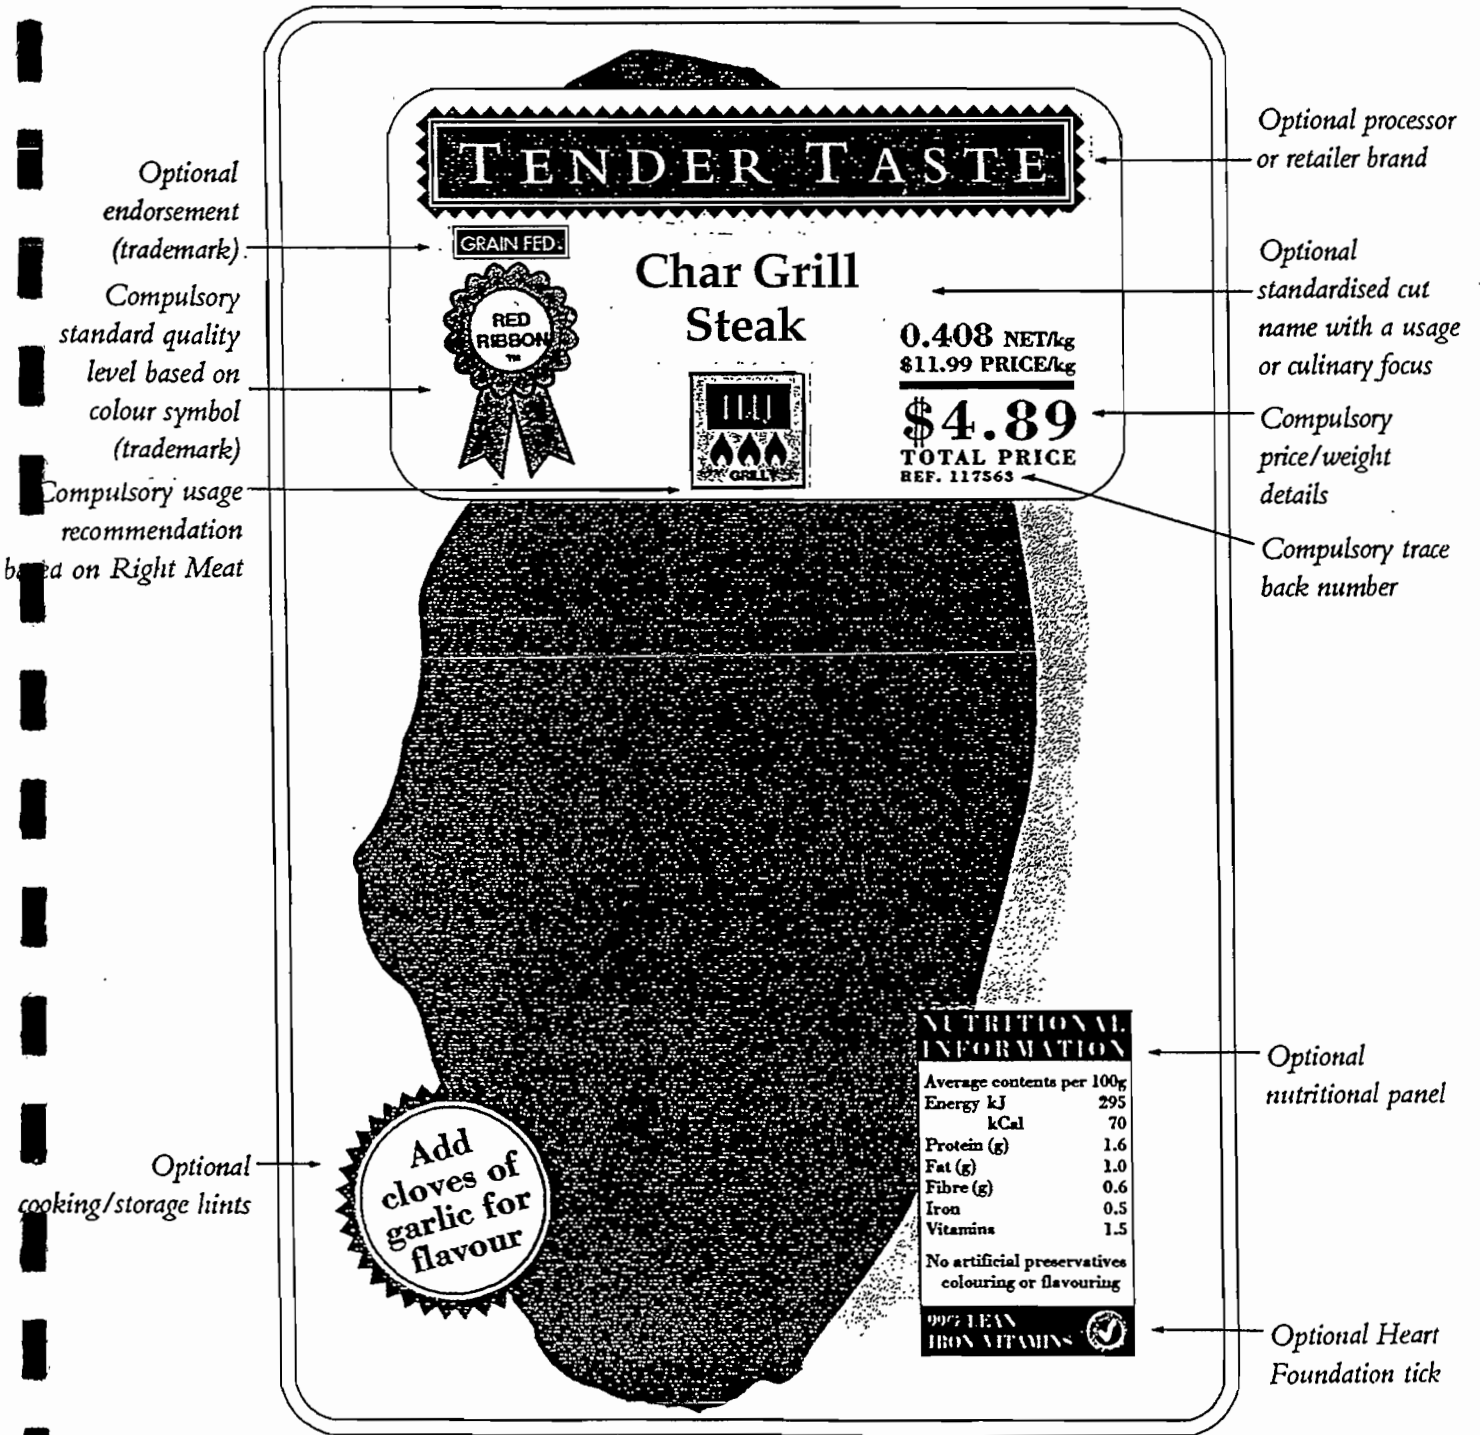 Optional
endorsement
(trademark)
Compulsory
standard quality
level based on
colour symbol
(trademark)
Compulsory usage
recommendation
based on Right Meat
TENDER TASTE
GRAIN FED
RED
RIBBON
TM
Char Grill
Steak
GRILL
0.408 NET/kg
$11.99 PRICE/kg
$4.89
TOTAL PRICE
REF. 117563
Optional processor
or retailer brand
Optional
standardised cut
name with a usage
or culinary focus
Compulsory
price/weight
details
Compulsory trace
back number
Optional
cooking/storage hints
Add
cloves of
garlic for
flavour
NUTRITIONAL
INFORMATION
Average contents per 100g
Energy kJ 295
kCal 70
Protein (g) 1.6
Fat (g) 1.0
Fibre (g) 0.6
Iron 0.5
Vitamins 1.5
No artificial preservatives
colouring or flavouring
99% LEAN
IRON VITAMINS
Optional
nutritional panel
Optional Heart
Foundation tick